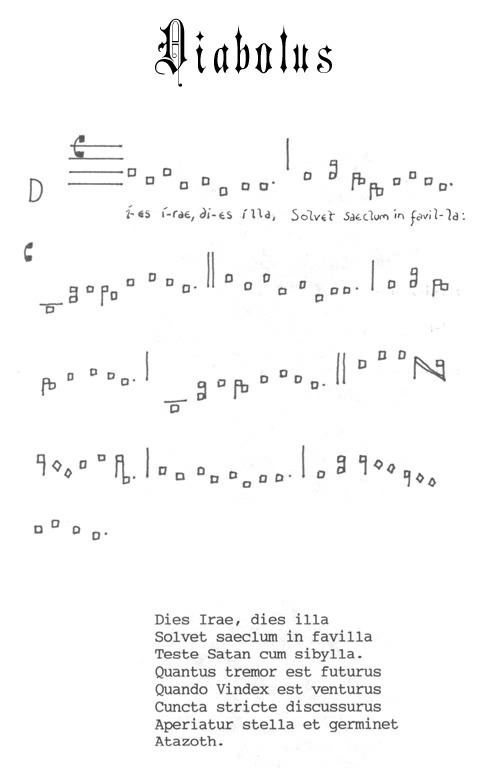 Diabolus
D
í-es í-rae, di-es ílla, Solvet saeclum in favil-la:
Dies Irae, dies illa
Solvet saeclum in favilla
Teste Satan cum sibylla.
Quantus tremor est futurus
Quando Vindex est venturus
Cuncta stricte discussurus
Aperiatur stella et germinet
Atazoth.